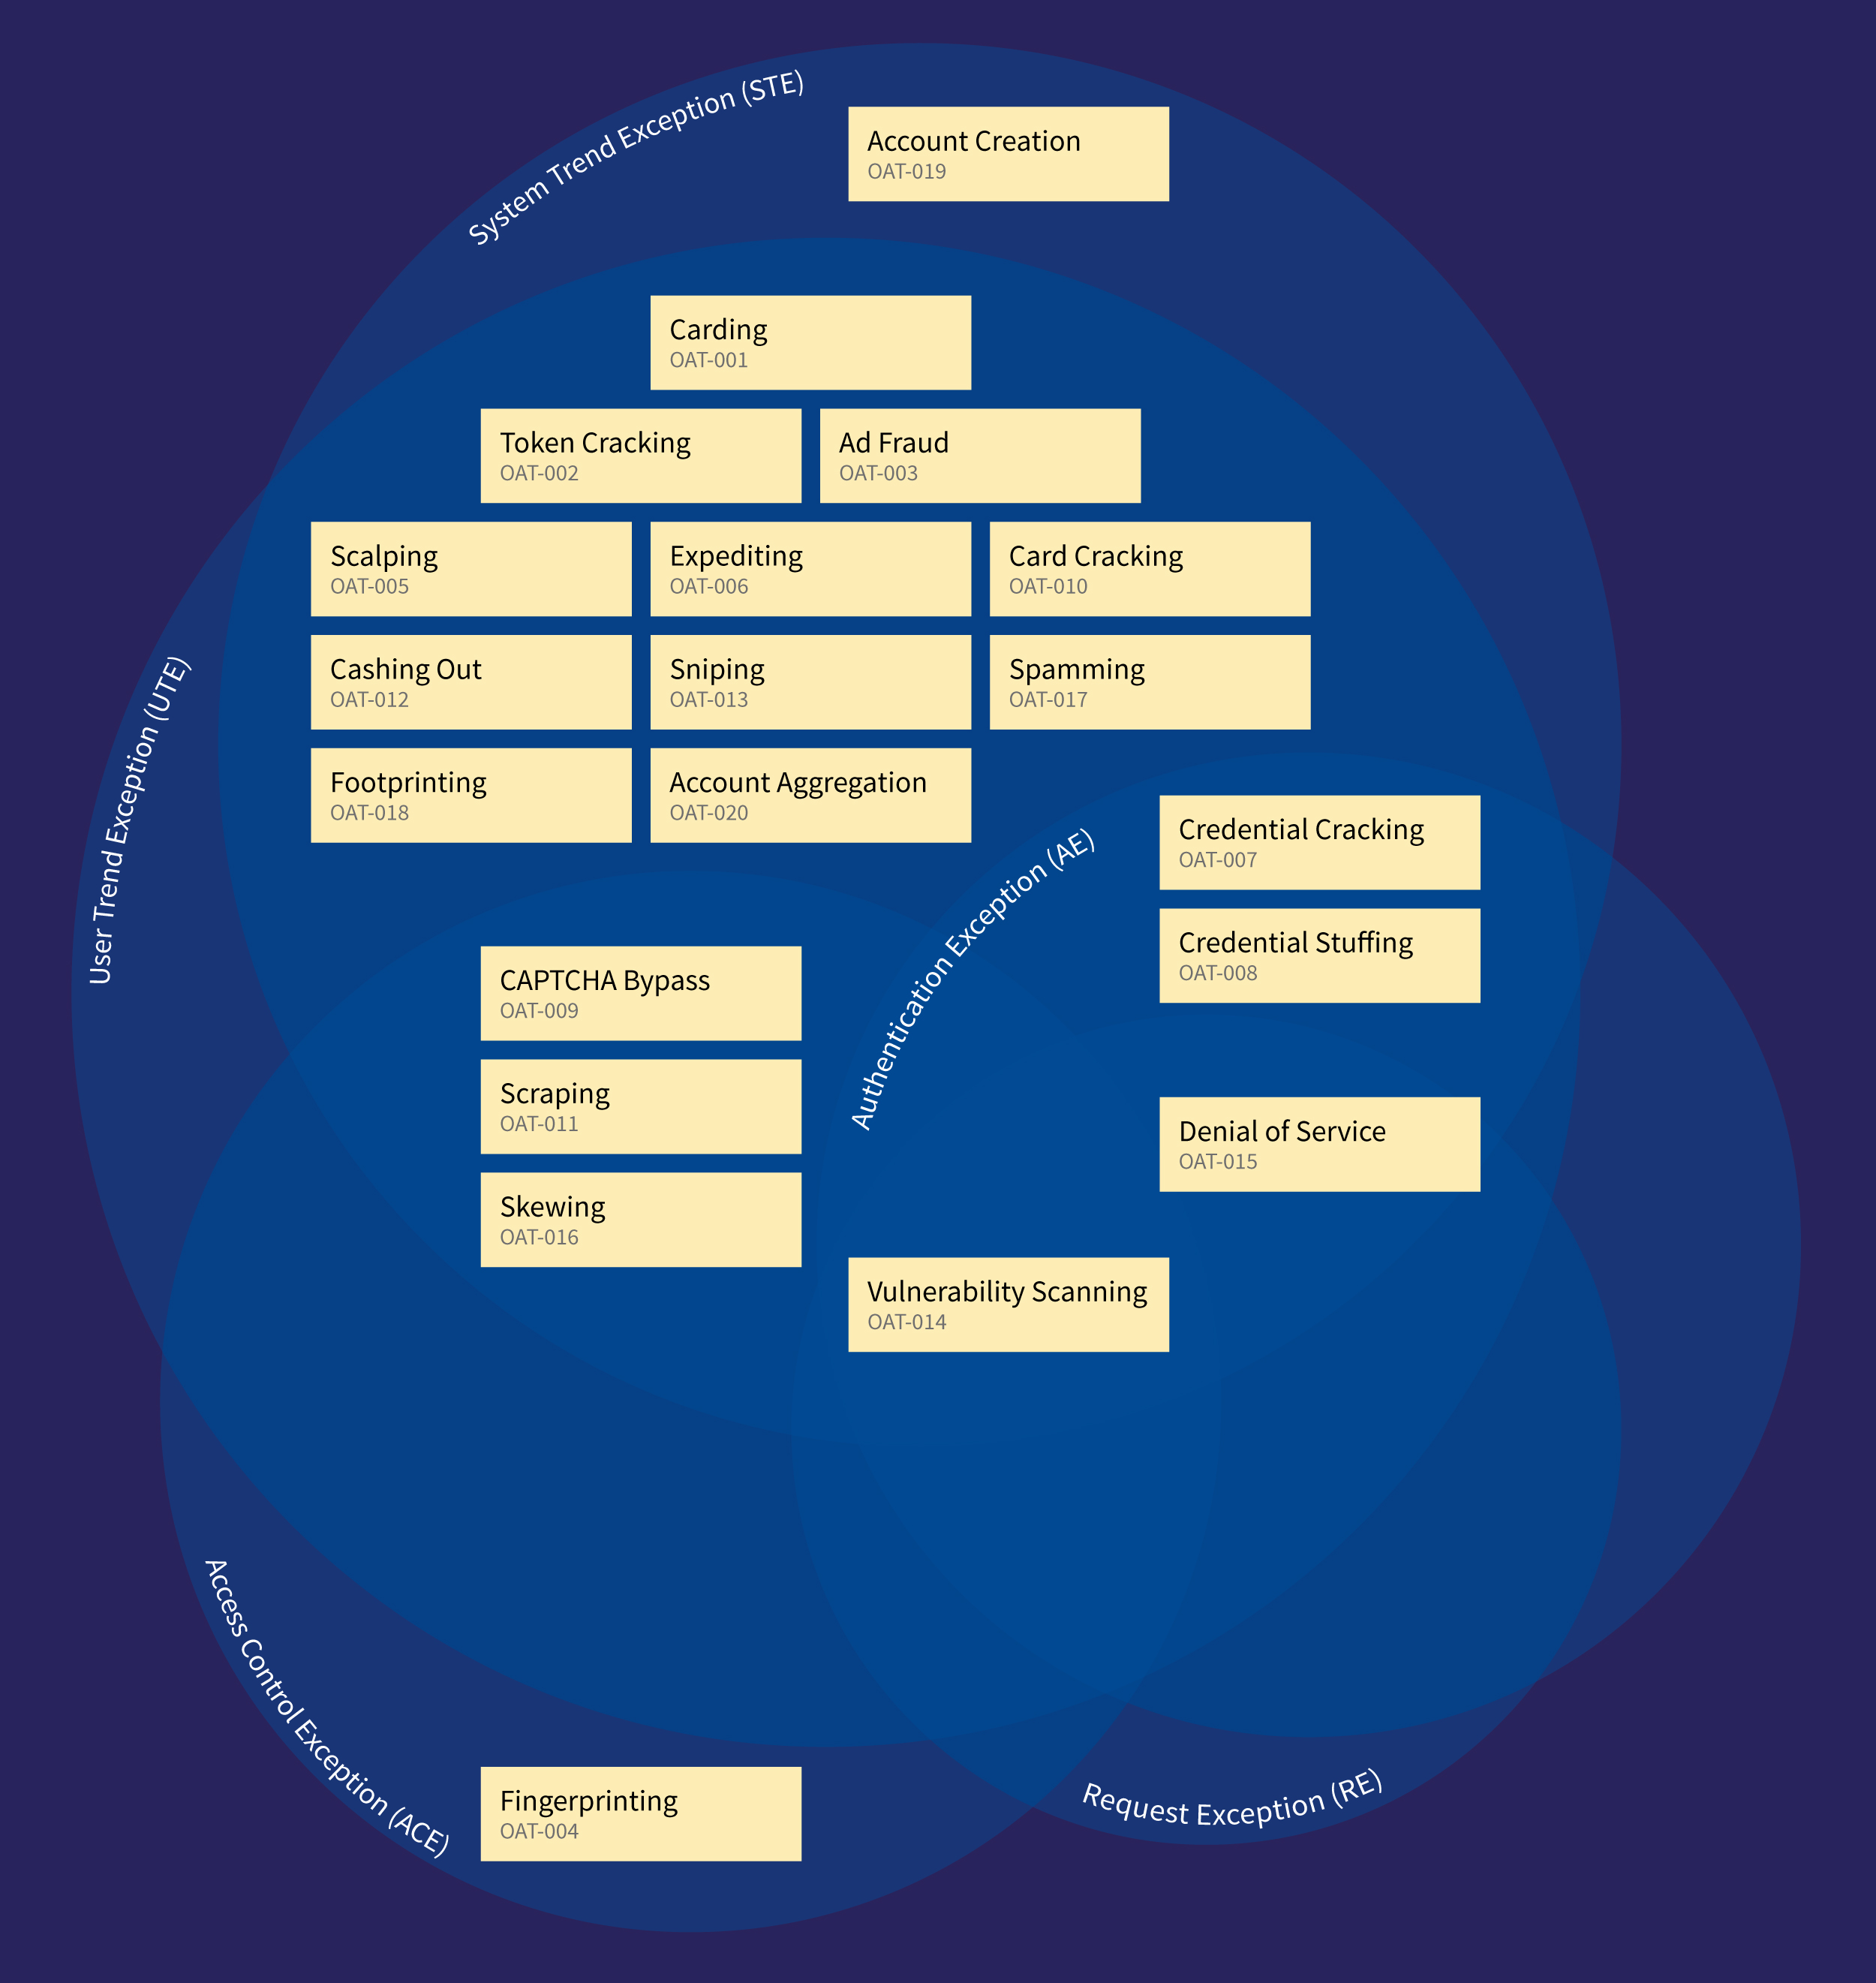 System Trend Exception (STE)
Account Creation
OAT-019
Carding
OAT-001
Token Cracking
OAT-002
Ad Fraud
OAT-003
Scalping
OAT-005
Expediting
OAT-006
Card Cracking
OAT-010
Cashing Out
OAT-012
Sniping
OAT-013
Spamming
OAT-017
User Trend Exception (UTE)
Footprinting
OAT-018
Account Aggregation
OAT-020
Authentication Exception (AE)
Credential Cracking
OAT-007
Credential Stuffing
OAT-008
CAPTCHA Bypass
OAT-009
Scraping
OAT-011
Skewing
OAT-016
Denial of Service
OAT-015
Vulnerability Scanning
OAT-014
Access Control Exception (ACE)
Fingerprinting
OAT-004
Request Exception (RE)